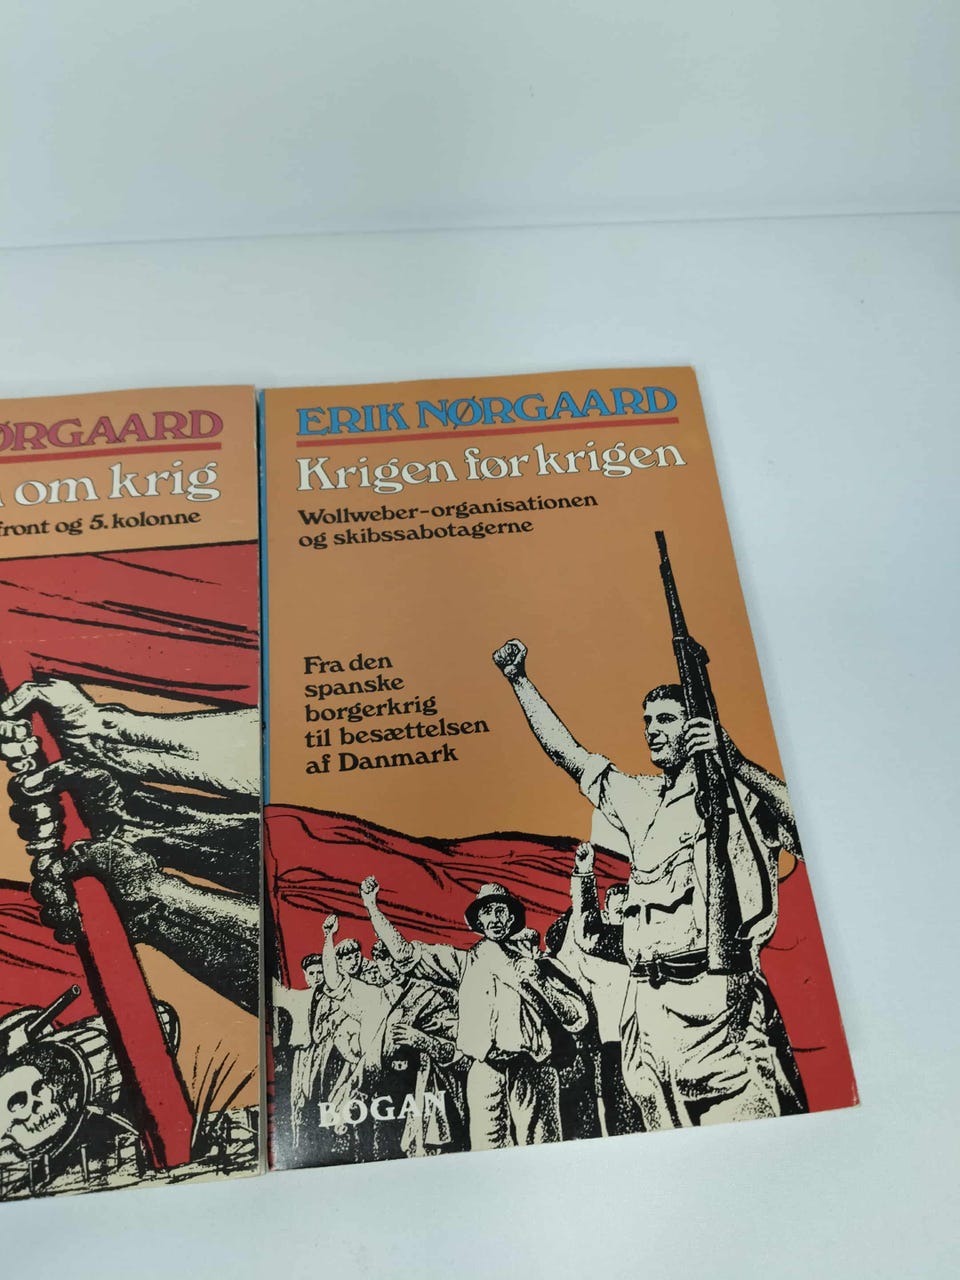 ØRGAARD
om krig
front og 5. kolonne
ERIK NØRGAARD
Krigen før krigen
Wollweber-organisationen
og skibssabotagerne
Fra den
spanske
borgerkrig
til besættelsen
af Danmark
BOGAN